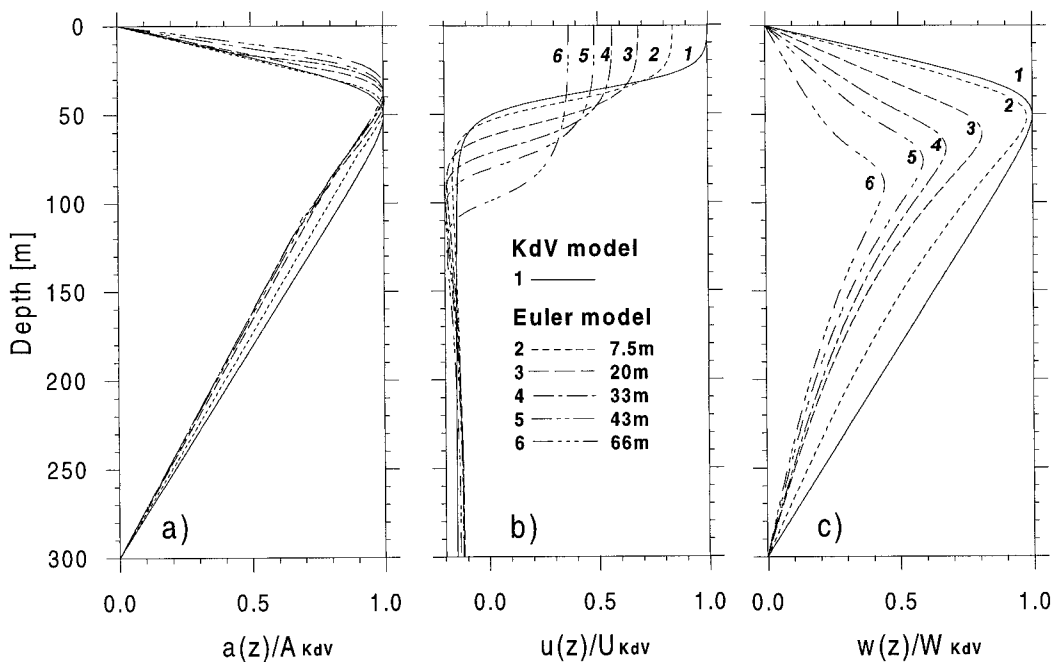 0
50
100
150
200
250
300
Depth [m]
a)
0.0 0.5 1.0
a(z)/A KdV
6 5 4 3 2 1
KdV model
1
Euler model
2 7.5m
3 20m
4 33m
5 43m
6 66m
b)
0.0 0.5 1.0
u(z)/U KdV
1
2
3
4
5
6
c)
0.0 0.5 1.0
w(z)/W KdV